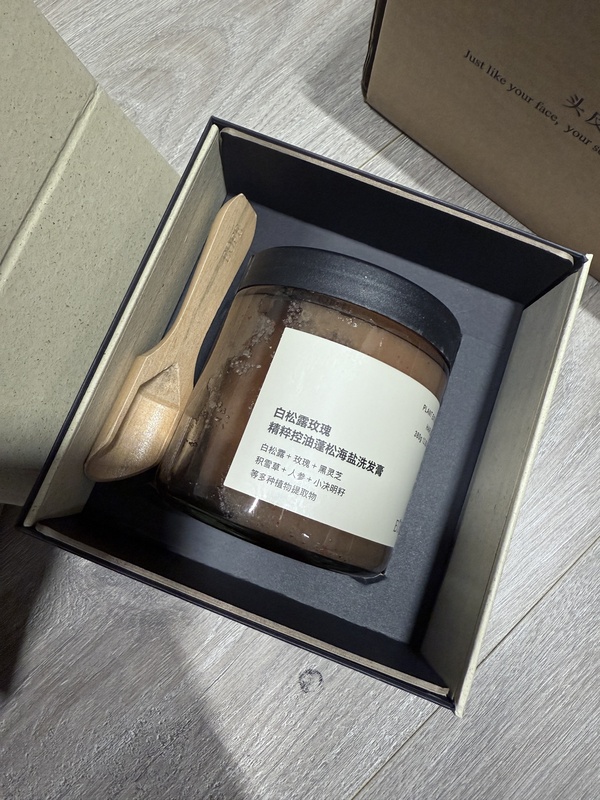 Just like your face, your
头皮
白松露玫瑰
精粹控油蓬松海盐洗发膏
白松露 + 玫瑰 + 黑灵芝
积雪草 + 人参 + 小决明籽
等多种植物提取物
PLANT
380g